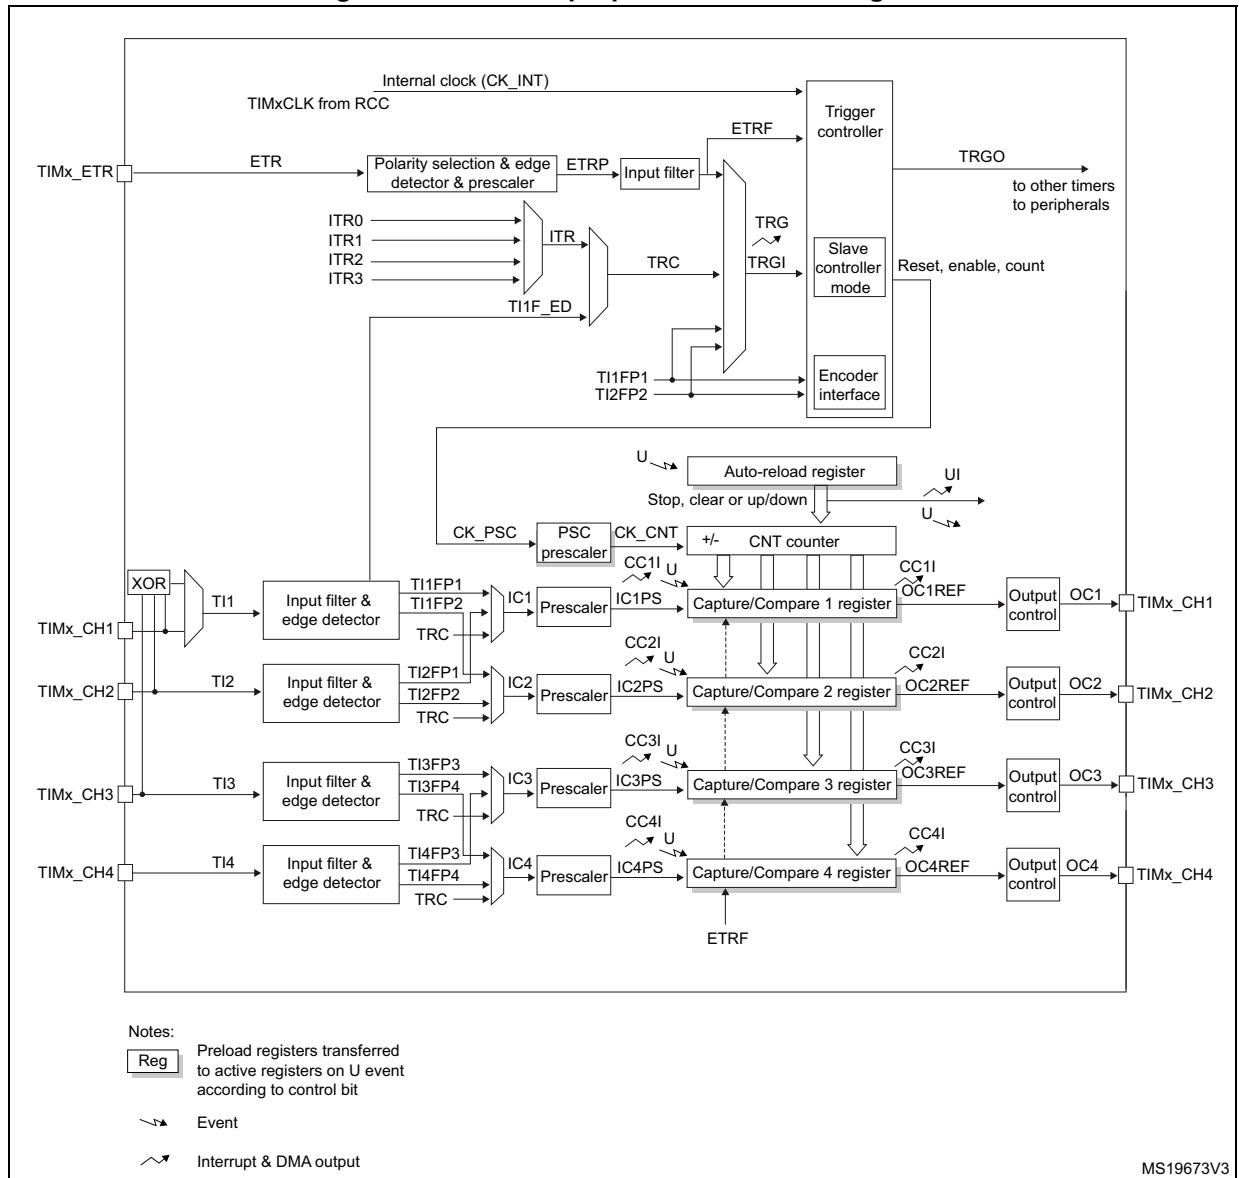 Internal clock (CK_INT)
TIMxCLK from RCC
Trigger
controller
ETRF
TIMx_ETR
ETR
Polarity selection & edge
detector & prescaler
ETRP
Input filter
TRGO
to other timers
to peripherals
ITR0
ITR1
ITR2
ITR3
ITR
TRC
TRG
TRGI
Slave
controller
mode
Reset, enable, count
TI1F_ED
TI1FP1
TI2FP2
Encoder
interface
U
Auto-reload register
UI
Stop, clear or up/down
U
CK_PSC
PSC
prescaler
CK_CNT
+/-
CNT counter
XOR
TI1
TIMx_CH1
Input filter &
edge detector
TI1FP1
TI1FP2
TRC
IC1
Prescaler
IC1PS
CC1I
U
Capture/Compare 1 register
CC1I
OC1REF
Output
control
OC1
TIMx_CH1
TIMx_CH2
TI2
Input filter &
edge detector
TI2FP1
TI2FP2
TRC
IC2
Prescaler
IC2PS
CC2I
U
Capture/Compare 2 register
CC2I
OC2REF
Output
control
OC2
TIMx_CH2
TIMx_CH3
TI3
Input filter &
edge detector
TI3FP3
TI3FP4
TRC
IC3
Prescaler
IC3PS
CC3I
U
Capture/Compare 3 register
CC3I
OC3REF
Output
control
OC3
TIMx_CH3
TIMx_CH4
TI4
Input filter &
edge detector
TI4FP3
TI4FP4
TRC
IC4
Prescaler
IC4PS
CC4I
U
Capture/Compare 4 register
CC4I
OC4REF
Output
control
OC4
TIMx_CH4
ETRF
Notes:
Reg
Preload registers transferred
to active registers on U event
according to control bit
Event
Interrupt & DMA output
MS19673V3